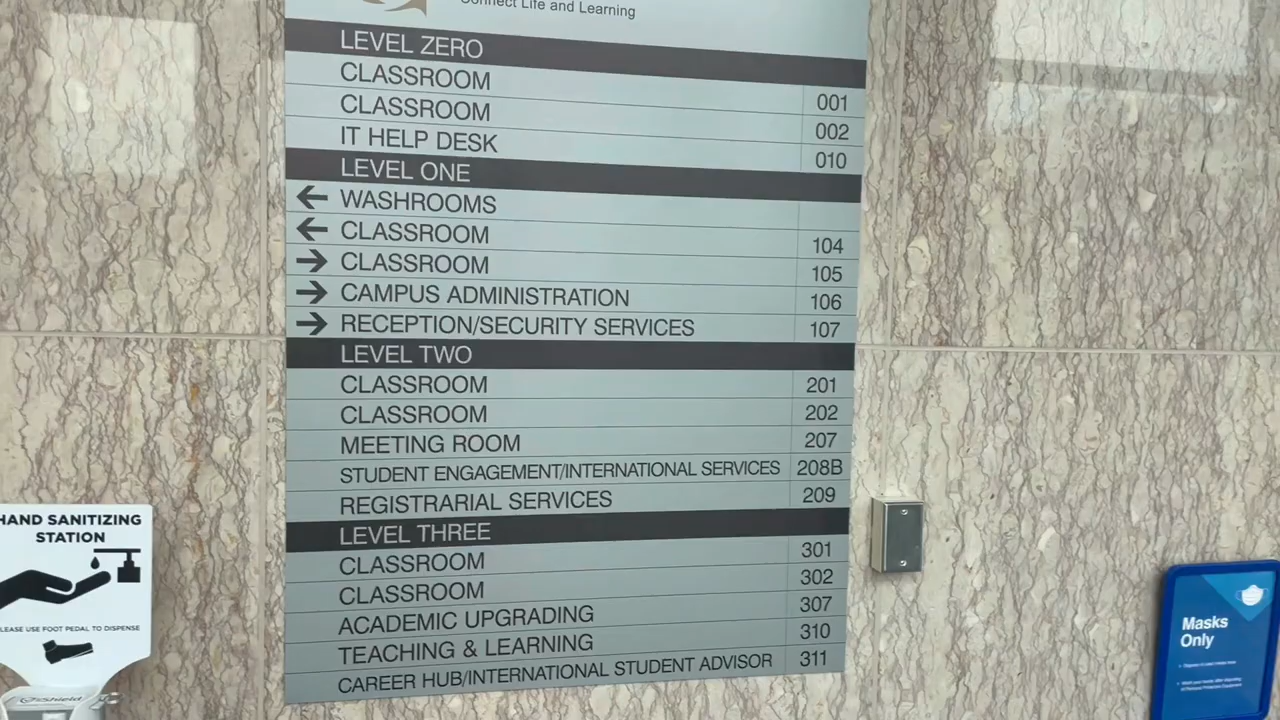 Connect Life and Learning
LEVEL ZERO
CLASSROOM 001
CLASSROOM 002
IT HELP DESK 010
LEVEL ONE
← WASHROOMS
← CLASSROOM 104
→ CLASSROOM 105
→ CAMPUS ADMINISTRATION 106
→ RECEPTION/SECURITY SERVICES 107
LEVEL TWO
CLASSROOM 201
CLASSROOM 202
MEETING ROOM 207
STUDENT ENGAGEMENT/INTERNATIONAL SERVICES 208B
REGISTRARIAL SERVICES 209
LEVEL THREE
CLASSROOM 301
CLASSROOM 302
ACADEMIC UPGRADING 307
TEACHING & LEARNING 310
CAREER HUB/INTERNATIONAL STUDENT ADVISOR 311
HAND SANITIZING
STATION
LEASE USE FOOT PEDAL TO DISPENSE
Masks
Only